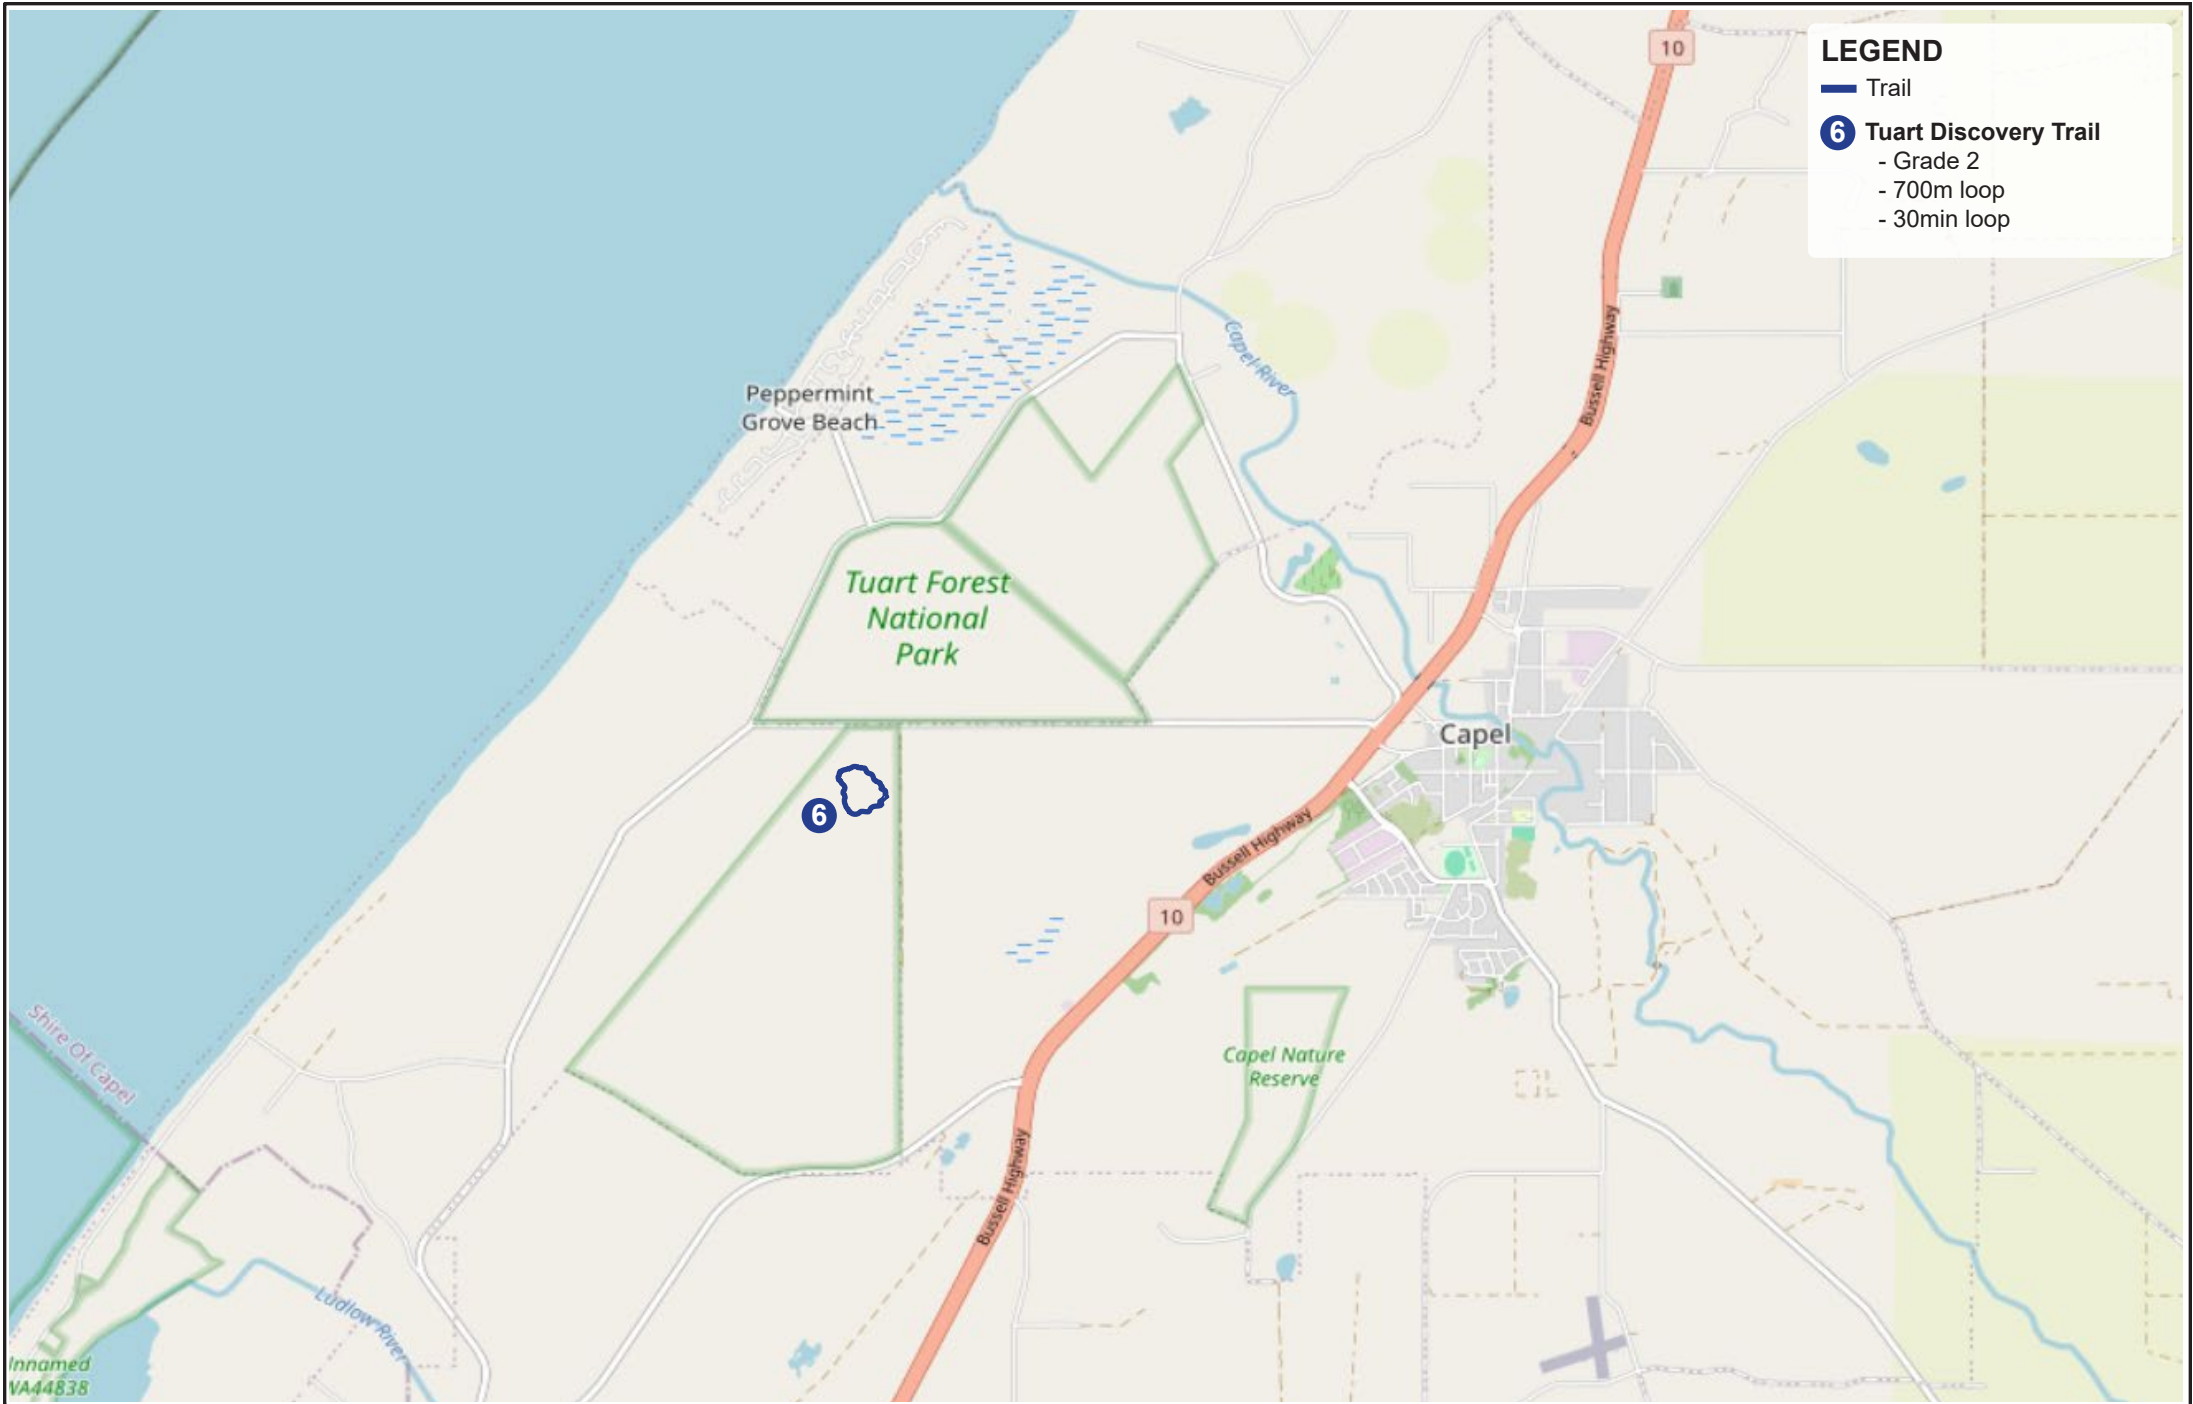 10
LEGEND
Trail
6 Tuart Discovery Trail
- Grade 2
- 700m loop
- 30min loop
Capel River
Bussell Highway
Peppermint
Grove Beach
Tuart Forest
National
Park
Capel
6
Bussell Highway
10
Shire Of Capel
Capel Nature
Reserve
Bussell Highway
Ludlow River
Unnamed
WA44838